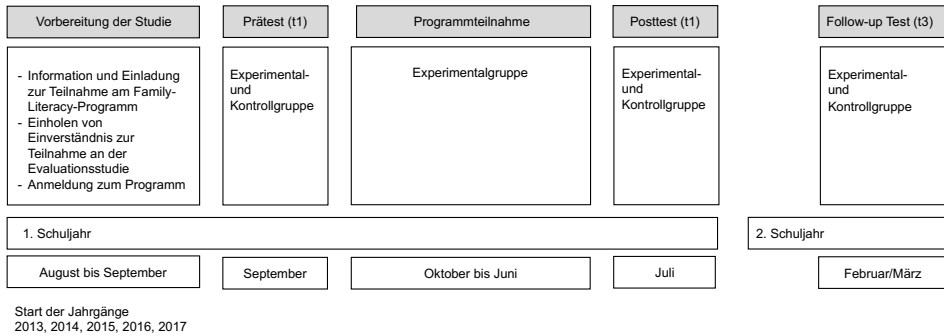 Vorbereitung der Studie
Prätest (t1)
Programmteilnahme
Posttest (t1)
Follow-up Test (t3)
- Information und Einladung
zur Teilnahme am Family-
Literacy-Programm
- Einholen von
Einverständnis zur
Teilnahme an der
Evaluationsstudie
- Anmeldung zum Programm
Experimental-
und
Kontrollgruppe
Experimentalgruppe
Experimental-
und
Kontrollgruppe
Experimental-
und
Kontrollgruppe
1. Schuljahr
2. Schuljahr
August bis September
September
Oktober bis Juni
Juli
Februar/März
Start der Jahrgänge
2013, 2014, 2015, 2016, 2017